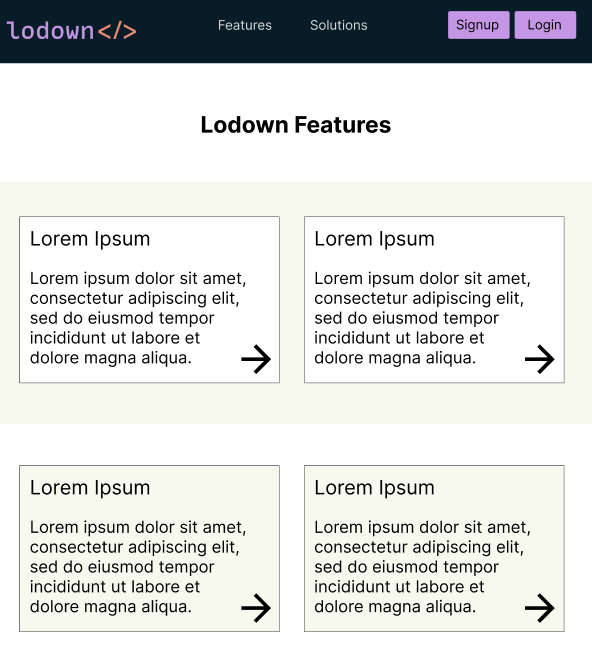 lodown</> Features Solutions Signup Login
Lodown Features
Lorem Ipsum
Lorem ipsum dolor sit amet,
consectetur adipiscing elit,
sed do eiusmod tempor
incididunt ut labore et
dolore magna aliqua.
Lorem Ipsum
Lorem ipsum dolor sit amet,
consectetur adipiscing elit,
sed do eiusmod tempor
incididunt ut labore et
dolore magna aliqua.
Lorem Ipsum
Lorem ipsum dolor sit amet,
consectetur adipiscing elit,
sed do eiusmod tempor
incididunt ut labore et
dolore magna aliqua.
Lorem Ipsum
Lorem ipsum dolor sit amet,
consectetur adipiscing elit,
sed do eiusmod tempor
incididunt ut labore et
dolore magna aliqua.